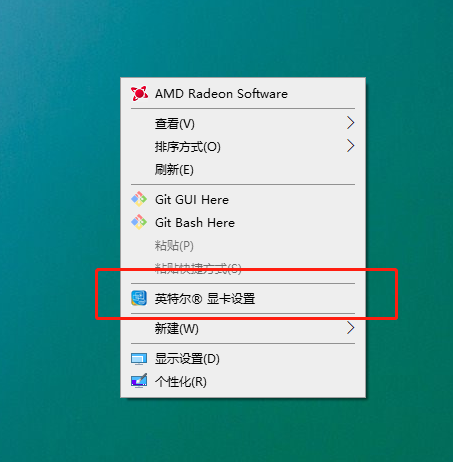 AMD Radeon Software
查看(V)
排序方式(O)
刷新(E)
Git GUI Here
Git Bash Here
粘贴(P)
粘贴快捷方式(S)
英特尔® 显卡设置
新建(W)
显示设置(D)
个性化(R)